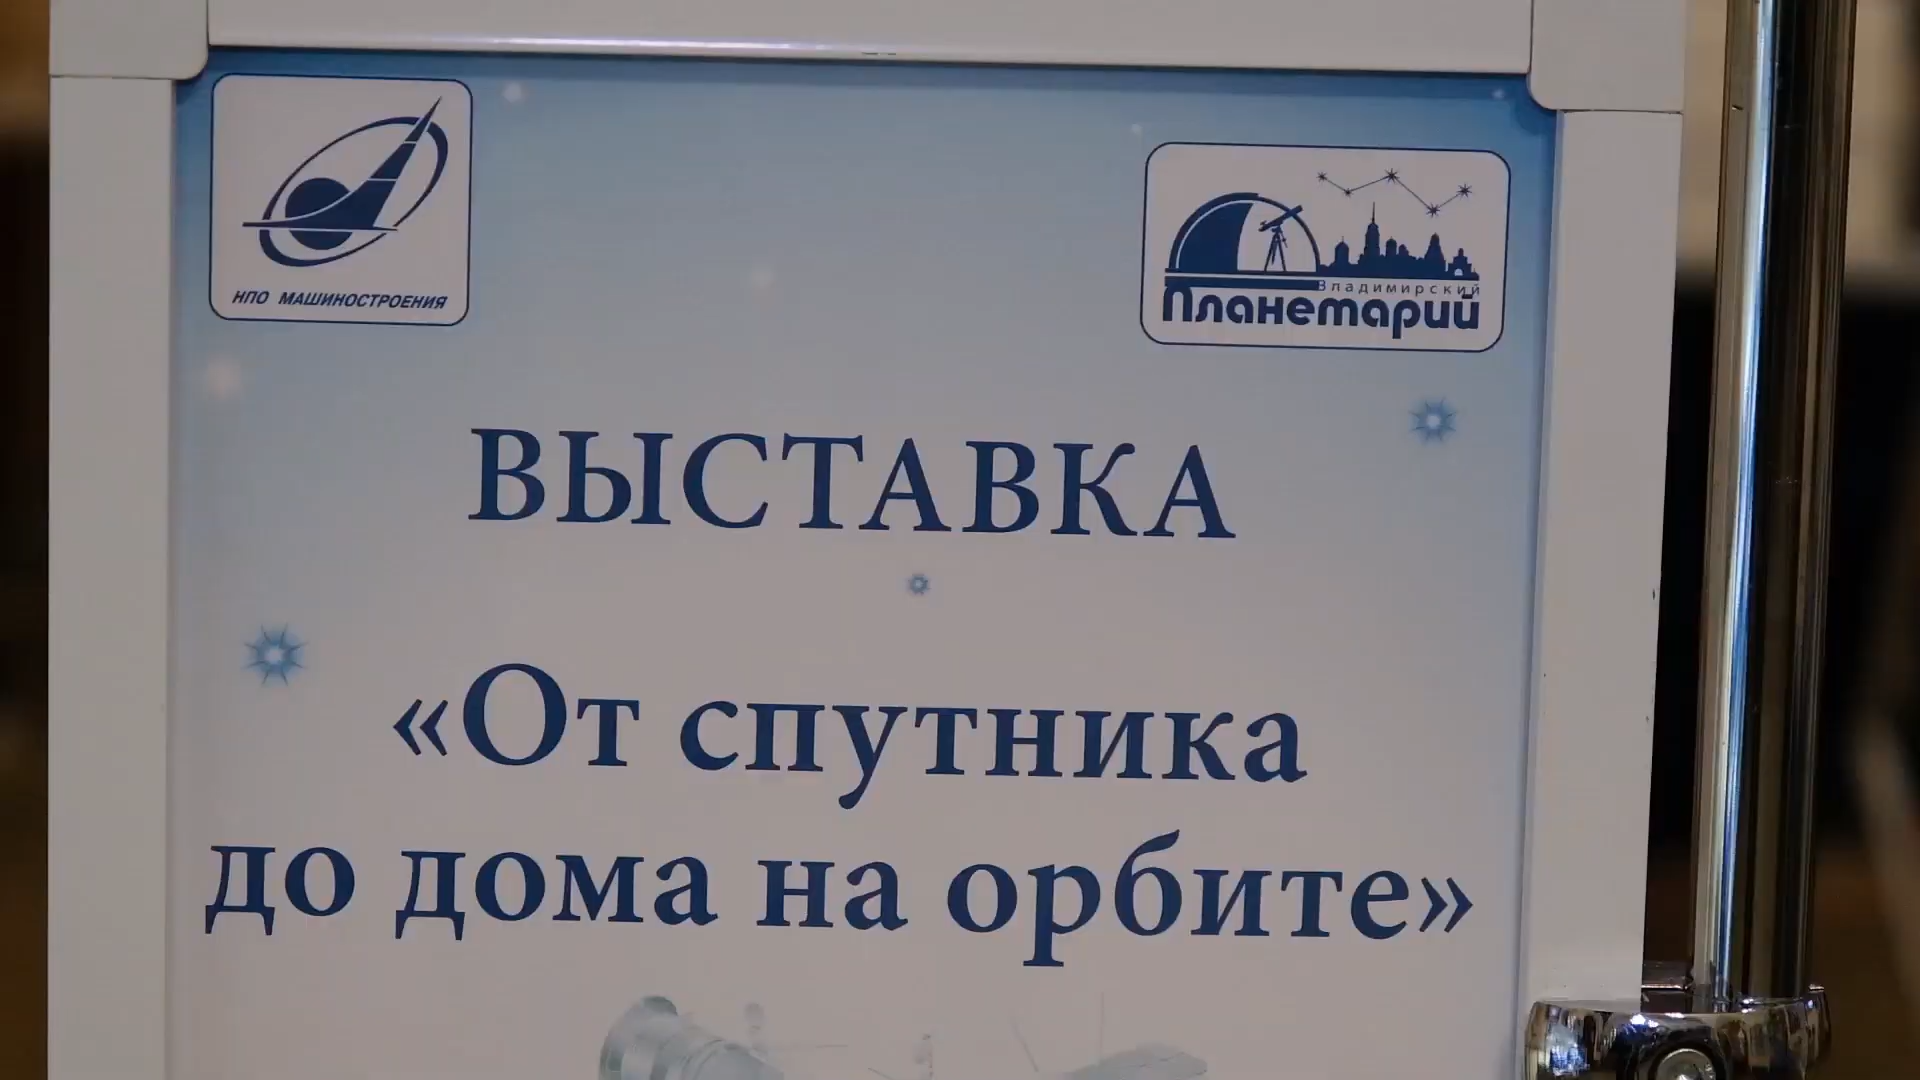 НПО МАШИНОСТРОЕНИЯ
Владимирский
Планетарий
ВЫСТАВКА
«От спутника
до дома на орбите»